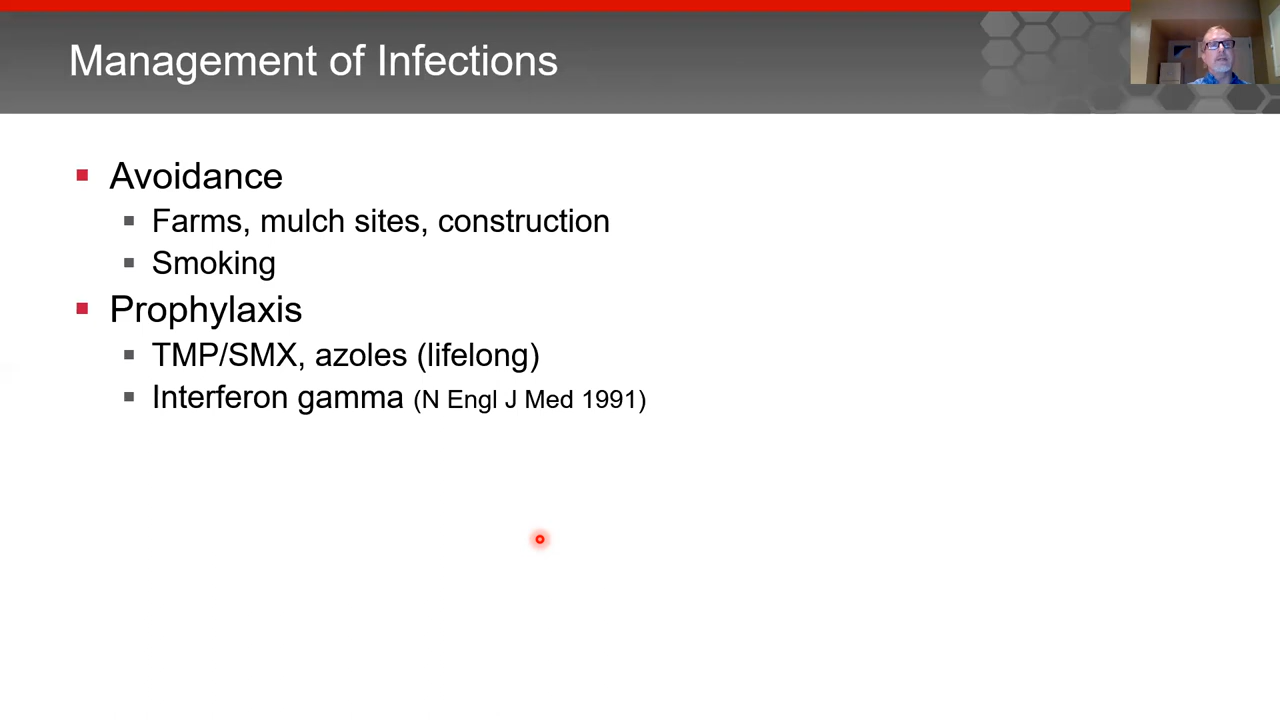 Management of Infections
Avoidance
Farms, mulch sites, construction
Smoking
Prophylaxis
TMP/SMX, azoles (lifelong)
Interferon gamma (N Engl J Med 1991)